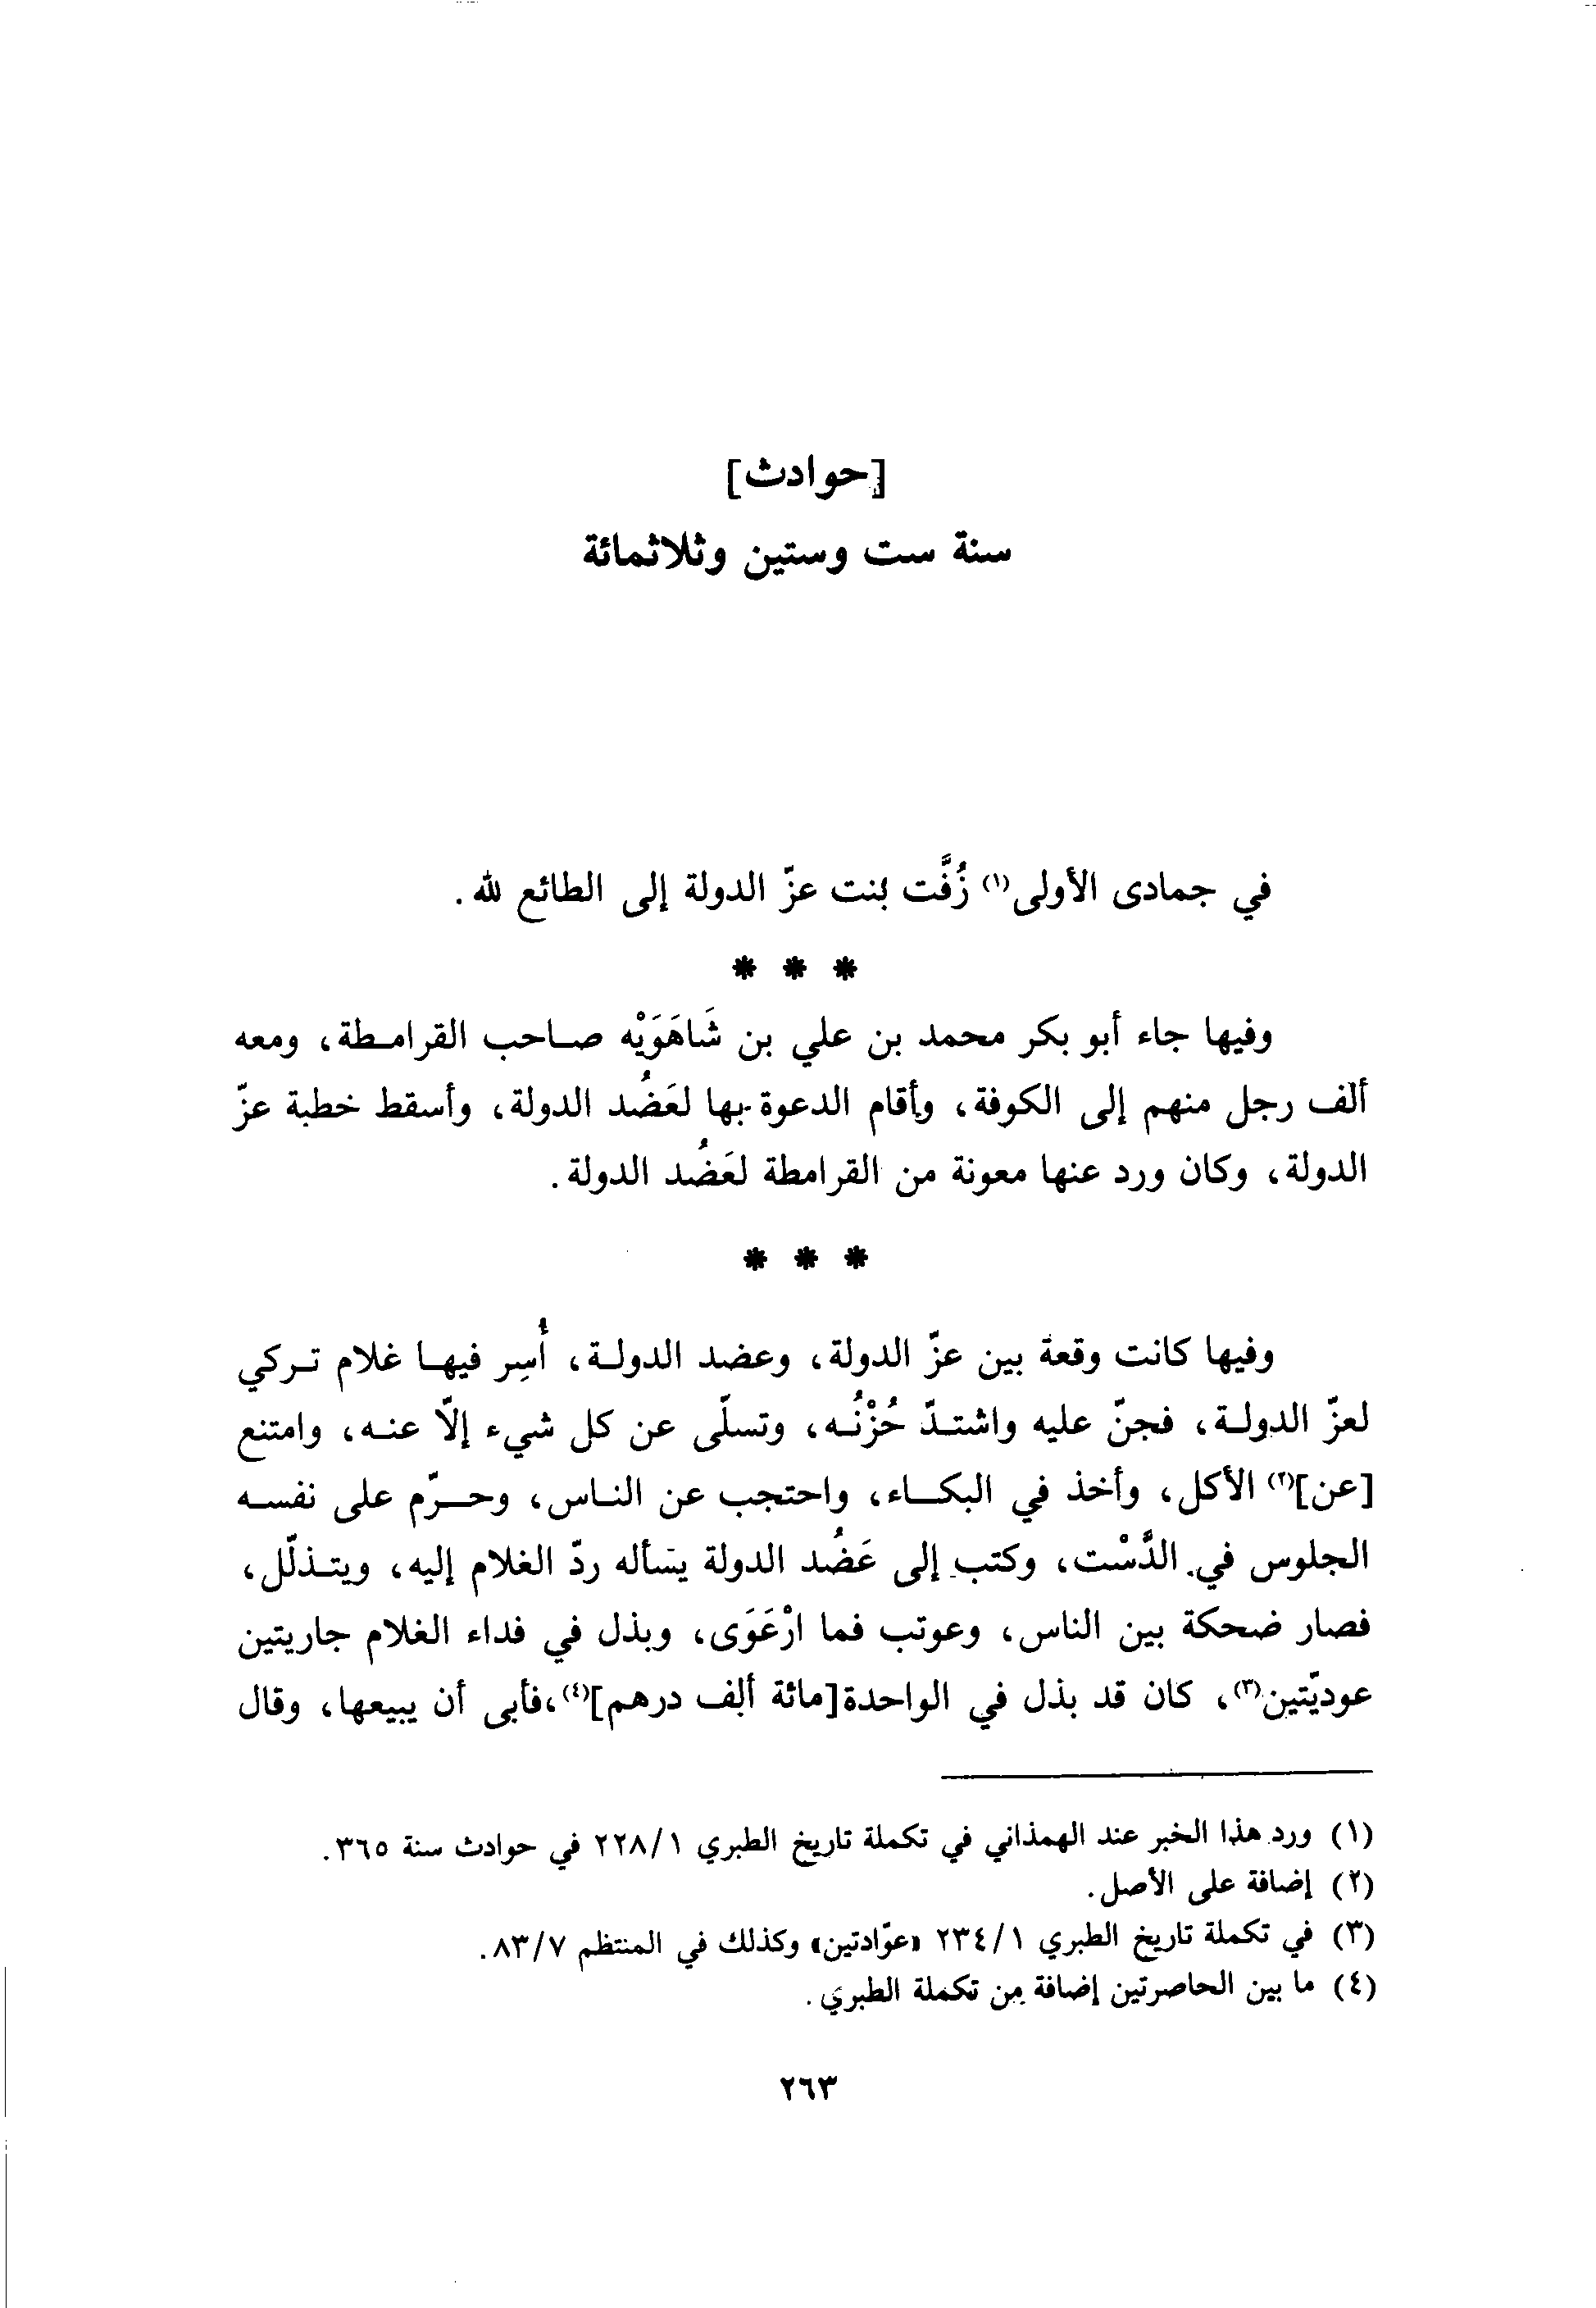 [حوادث]
سنة ست وستين وثلاثمائة
في جمادى الأولى(١) زُفَّت بنت عزّ الدولة إلى الطائع لله.
* * *
وفيها جاء أبو بكر محمد بن علي بن شَاهَوَيْه صاحب القرامطة، ومعه
ألف رجل منهم إلى الكوفة، وأقام الدعوة بها لعَضُد الدولة، وأسقط خطبة عزّ
الدولة، وكان ورد عنها معونة من القرامطة لعَضُد الدولة.
* * *
وفيها كانت وقعة بين عزّ الدولة، وعضد الدولة، أُسِر فيها غلام تركي
لعزّ الدولة، فجنّ عليه واشتدّ حُزْنُه، وتسلّى عن كل شيء إلاّ عنه، وامتنع
[عن](٢) الأكل، وأخذ في البكاء، واحتجب عن الناس، وحرّم على نفسه
الجلوس في الدَّسْت، وكتب إلى عَضُد الدولة يسأله ردّ الغلام إليه، ويتذلّل،
فصار ضحكة بين الناس، وعوتب فما ارْعَوَى، وبذل في فداء الغلام جاريتين
عوديّتين(٣)، كان قد بذل في الواحدة [مائة ألف درهم](٤)، فأبى أن يبيعها، وقال
(١) ورد هذا الخبر عند الهمذاني في تكملة تاريخ الطبري ٢٢٨/١ في حوادث سنة ٣٦٥.
(٢) إضافة على الأصل.
(٣) في تكملة تاريخ الطبري ٢٣٤/١ «عوّادتين» وكذلك في المنتظم ٨٣/٧.
(٤) ما بين الحاصرتين إضافة من تكملة الطبري.
٢٦٣